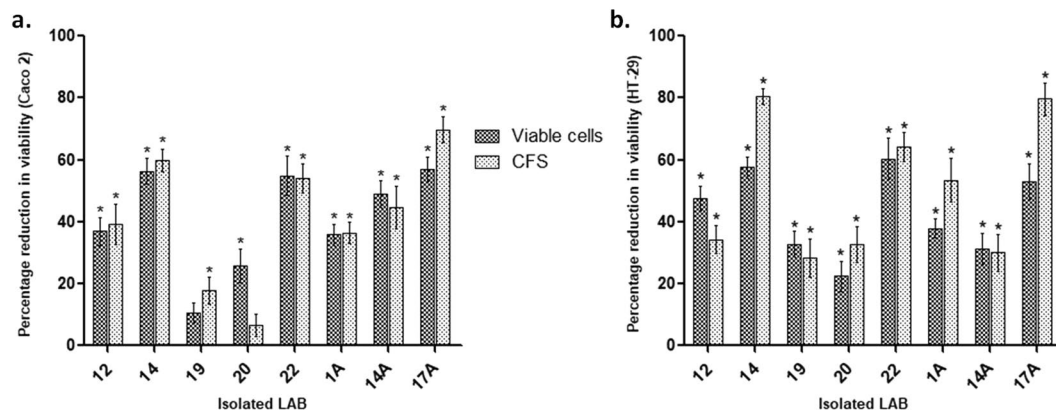 a.
Percentage reduction in viability (Caco 2)
100
80
60
40
20
0
* * * * * * * * * * * * * *
12 14 19 20 22 1A 14A 17A
Isolated LAB
Viable cells
CFS
b.
Percentage reduction in viability (HT-29)
100
80
60
40
20
0
* * * * * * * * * * * * * * * *
12 14 19 20 22 1A 14A 17A
Isolated LAB